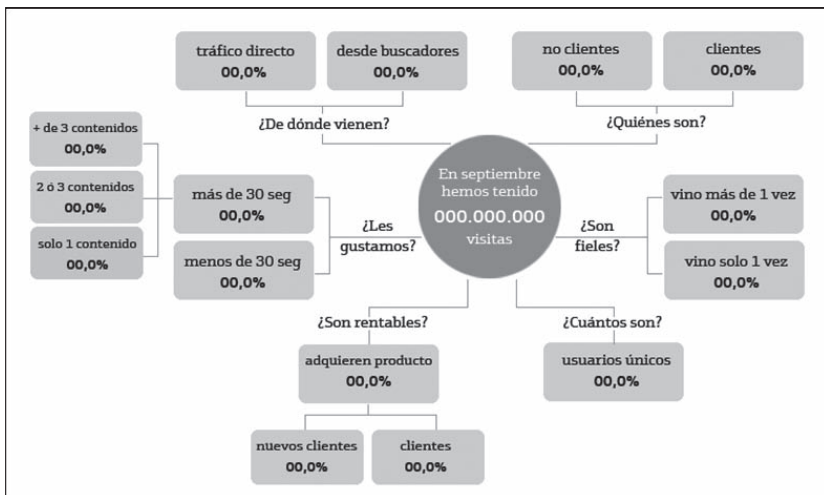 tráfico directo
00,0%
desde buscadores
00,0%
no clientes
00,0%
clientes
00,0%
¿De dónde vienen?
¿Quiénes son?
+ de 3 contenidos
00,0%
2 ó 3 contenidos
00,0%
solo 1 contenido
00,0%
más de 30 seg
00,0%
menos de 30 seg
00,0%
¿Les
gustamos?
En septiembre
hemos tenido
000.000.000
visitas
¿Son
fieles?
vino más de 1 vez
00,0%
vino solo 1 vez
00,0%
¿Son rentables?
¿Cuántos son?
adquieren producto
00,0%
usuarios únicos
00,0%
nuevos clientes
00,0%
clientes
00,0%